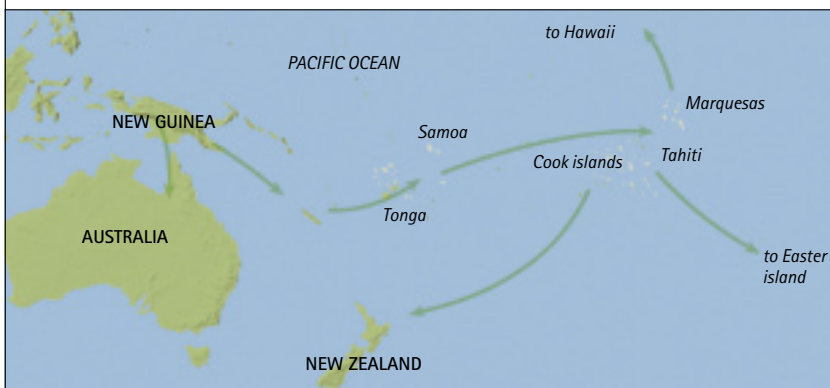 to Hawaii
PACIFIC OCEAN
Marquesas
NEW GUINEA
Samoa
Cook islands
Tahiti
Tonga
AUSTRALIA
to Easter
island
NEW ZEALAND